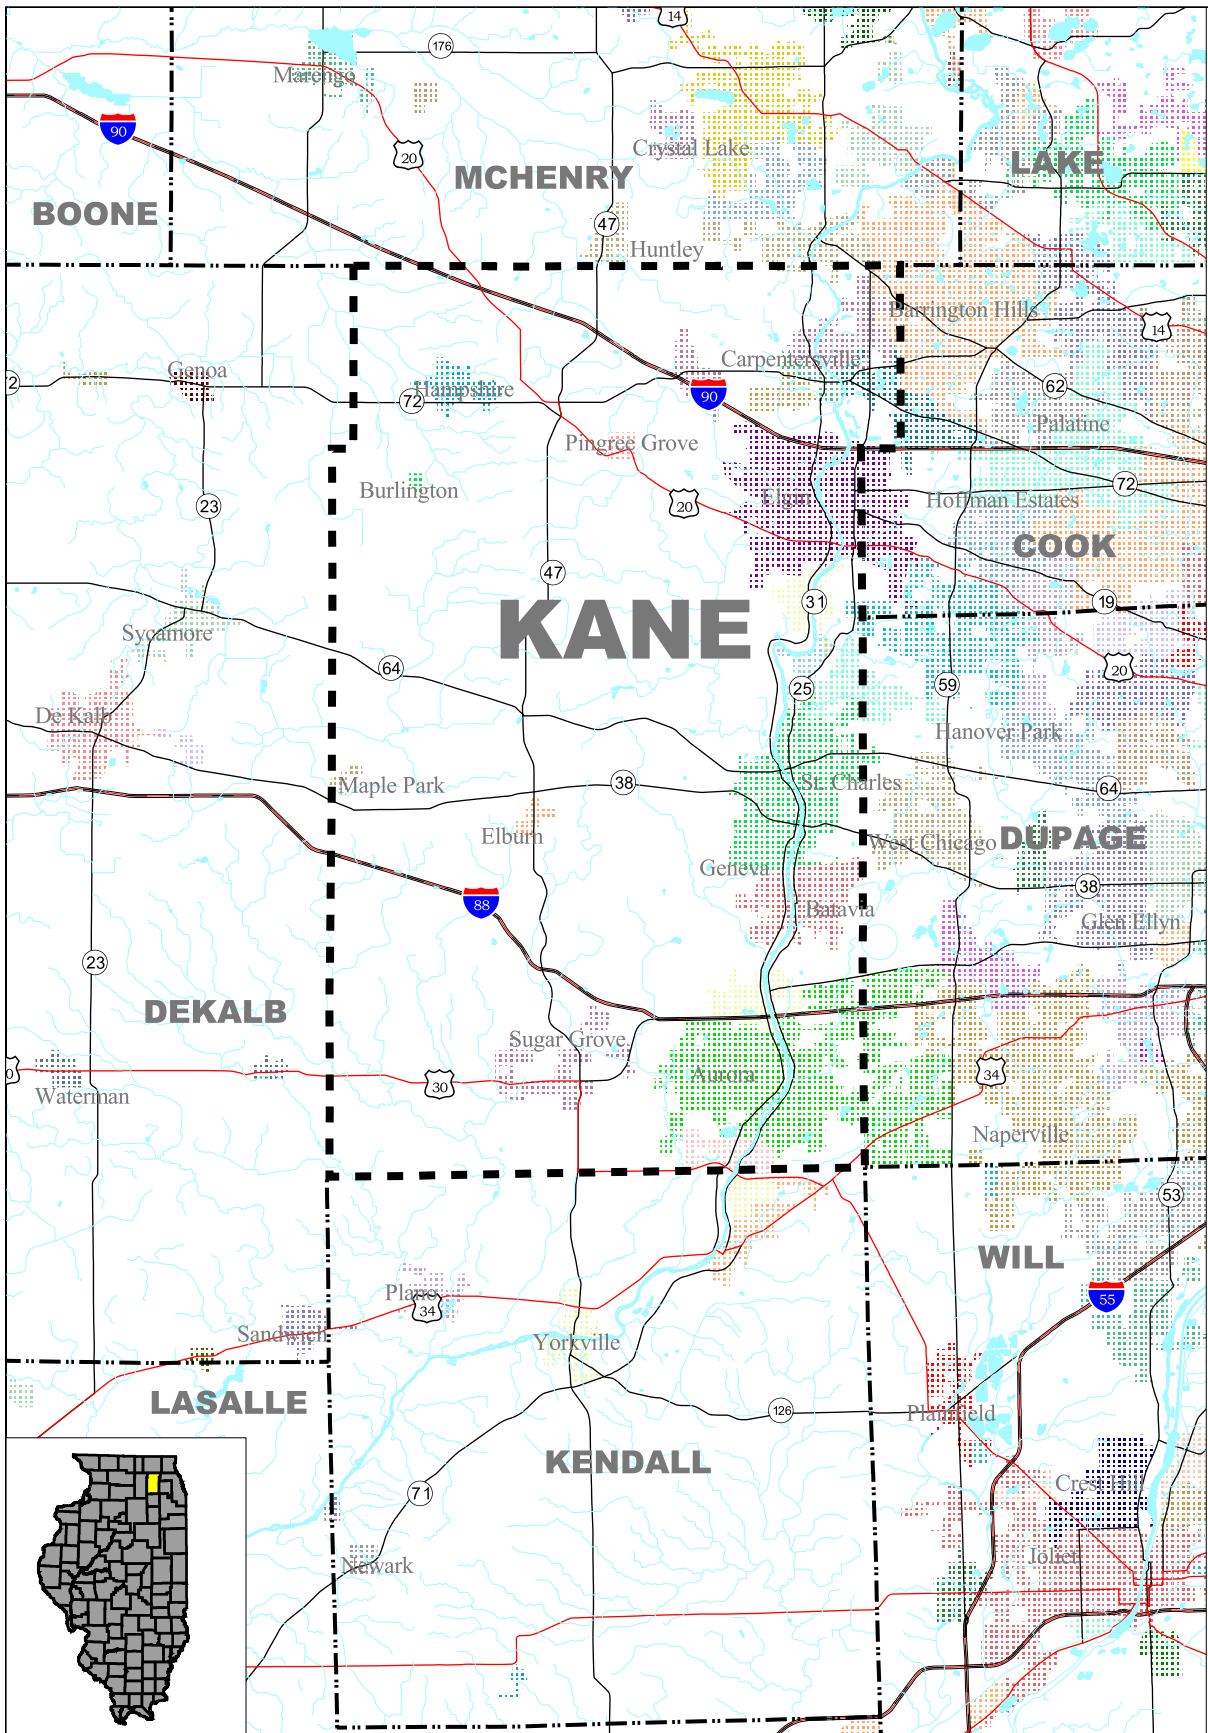 14
176
Marengo
90
20
Crystal Lake
MCHENRY
LAKE
BOONE
47
Huntley
Barrington Hills
14
Carpentersville
Genoa
2
72
Hampshire
90
62
Pingree Grove
Palatine
Burlington
Elgin
Hoffman Estates
72
23
20
COOK
47
31
19
KANE
Sycamore
64
20
25
59
De Kalb
Hanover Park
Maple Park
38
St. Charles
64
Elburn
West Chicago
DUPAGE
Geneva
38
88
Batavia
Glen Ellyn
23
DEKALB
Sugar Grove
0
30
Aurora
34
Waterman
Naperville
53
WILL
Plano
34
55
Sandwich
Yorkville
LASALLE
126
Plainfield
KENDALL
71
Crest Hill
Newark
Joliet